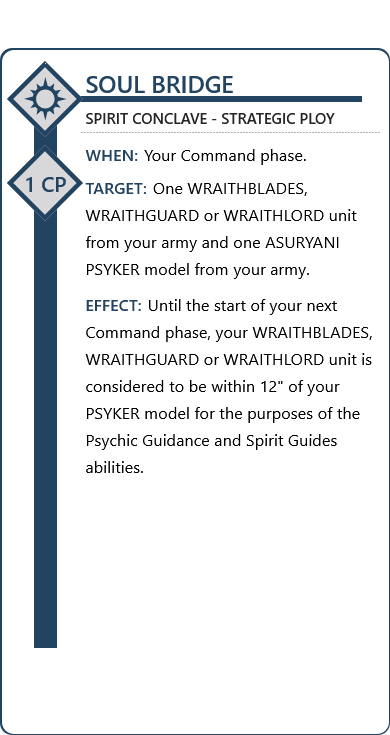 SOUL BRIDGE
SPIRIT CONCLAVE - STRATEGIC PLOY
1 CP
WHEN: Your Command phase.
TARGET: One WRAITHBLADES,
WRAITHGUARD or WRAITHLORD unit
from your army and one ASURYANI
PSYKER model from your army.
EFFECT: Until the start of your next
Command phase, your WRAITHBLADES,
WRAITHGUARD or WRAITHLORD unit is
considered to be within 12" of your
PSYKER model for the purposes of the
Psychic Guidance and Spirit Guides
abilities.